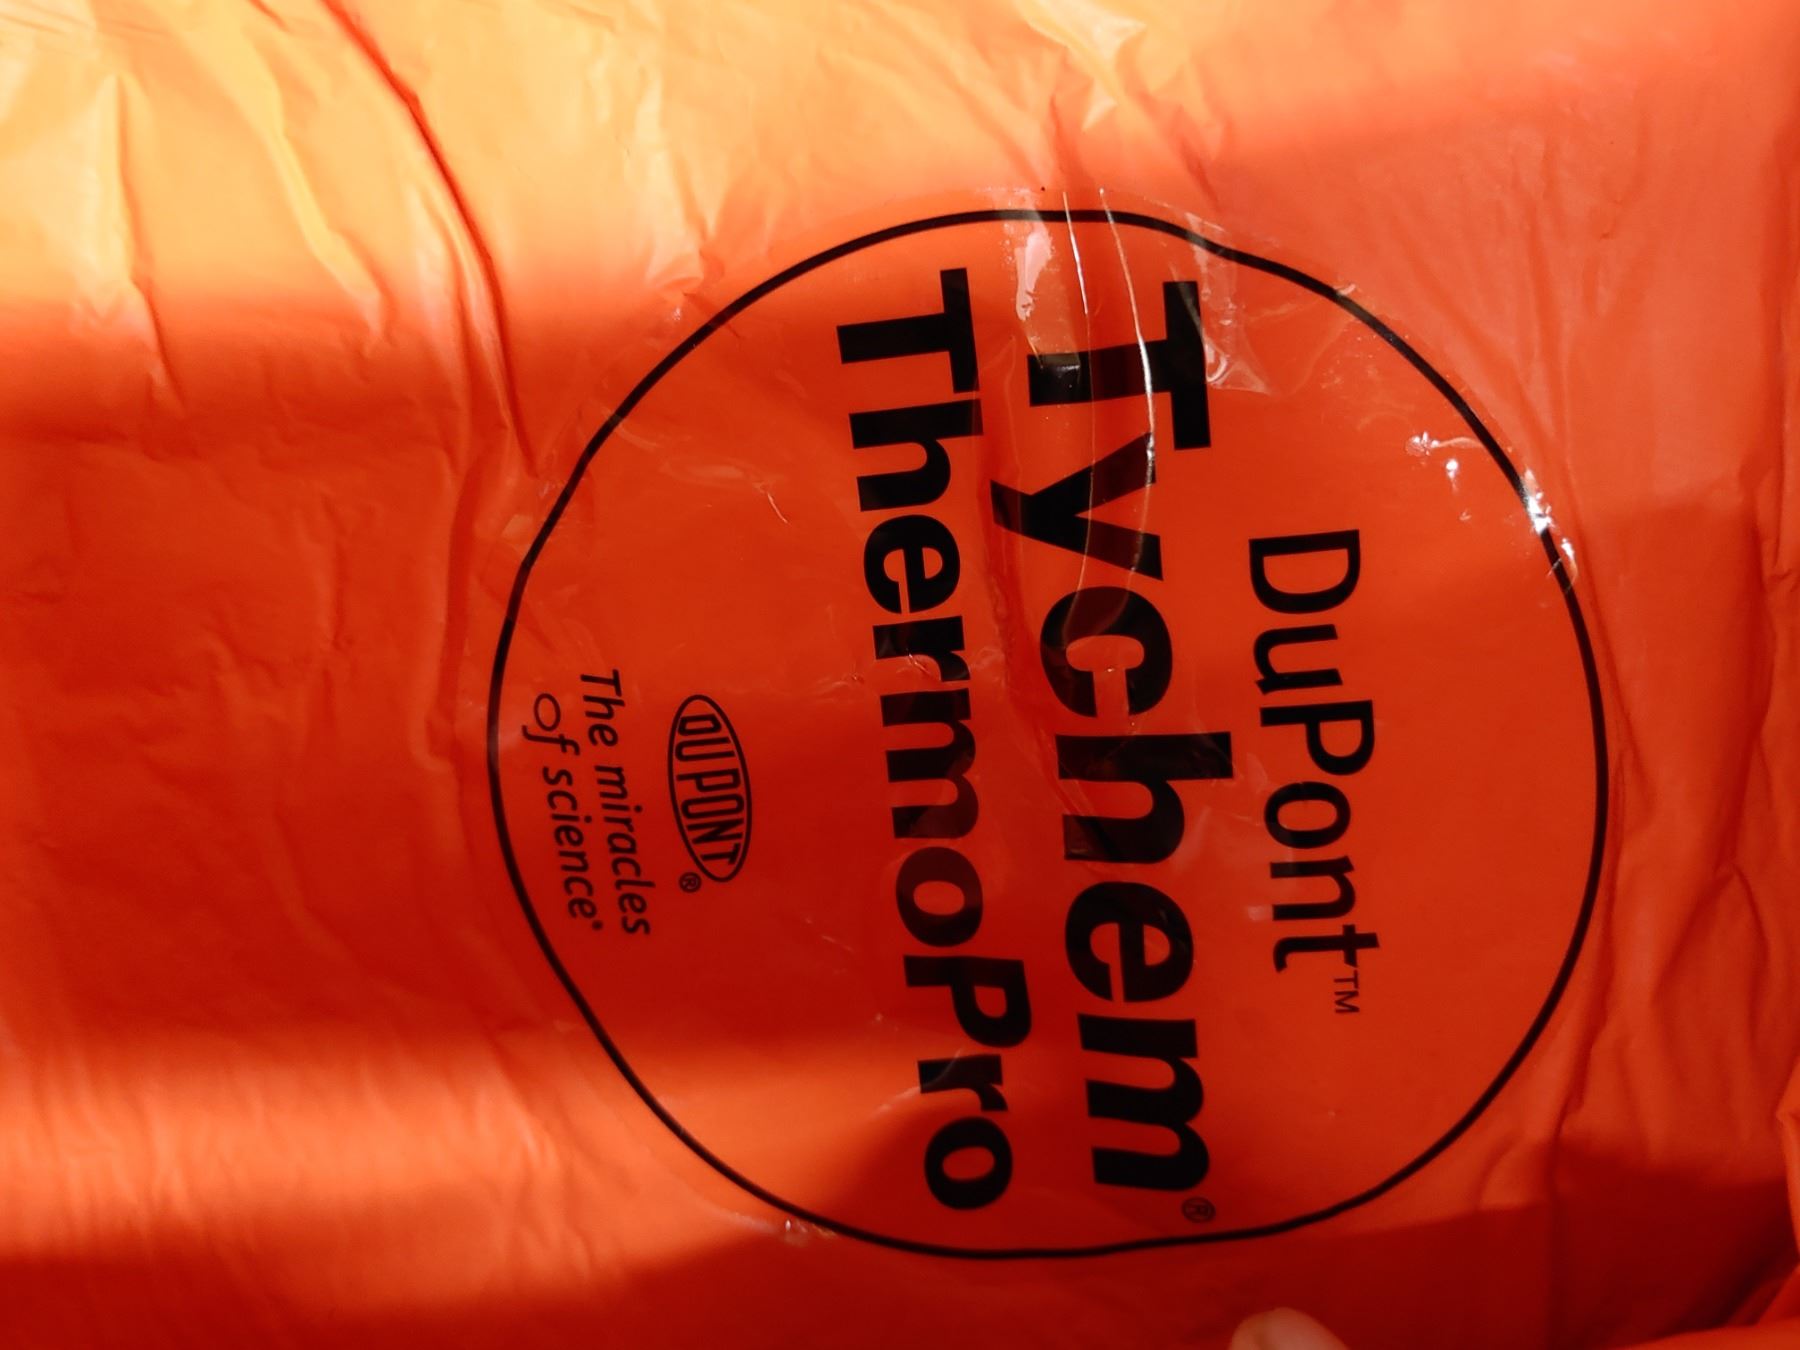 DuPont™
Tychem®
ThermoPro
DUPONT®
The miracles
of science®